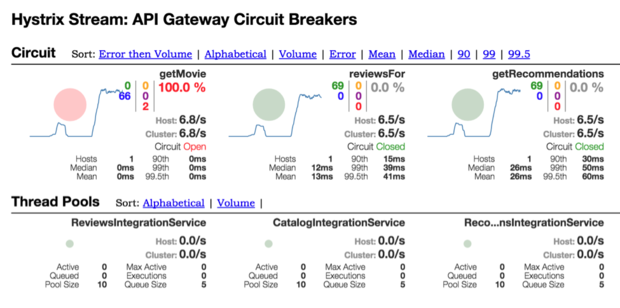 Hystrix Stream: API Gateway Circuit Breakers
Circuit Sort: Error then Volume | Alphabetical | Volume | Error | Mean | Median | 90 | 99 | 99.5
getMovie
0 0 100.0 %
66 0
2
Host: 6.8/s
Cluster: 6.8/s
Circuit Open
Hosts 1 90th 0ms
Median 0ms 99th 0ms
Mean 0ms 99.5th 0ms
reviewsFor
69 0 0.0 %
0 0
0
Host: 6.5/s
Cluster: 6.5/s
Circuit Closed
Hosts 1 90th 15ms
Median 12ms 99th 39ms
Mean 13ms 99.5th 41ms
getRecommendations
69 0 0.0 %
0 0
0
Host: 6.5/s
Cluster: 6.5/s
Circuit Closed
Hosts 1 90th 30ms
Median 26ms 99th 50ms
Mean 26ms 99.5th 60ms
Thread Pools Sort: Alphabetical | Volume |
ReviewsIntegrationService
Host: 0.0/s
Cluster: 0.0/s
Active 0 Max Active 0
Queued 0 Executions 0
Pool Size 10 Queue Size 5
CatalogIntegrationService
Host: 0.0/s
Cluster: 0.0/s
Active 0 Max Active 0
Queued 0 Executions 0
Pool Size 10 Queue Size 5
Reco...nsIntegrationService
Host: 0.0/s
Cluster: 0.0/s
Active 0 Max Active 0
Queued 0 Executions 0
Pool Size 10 Queue Size 5